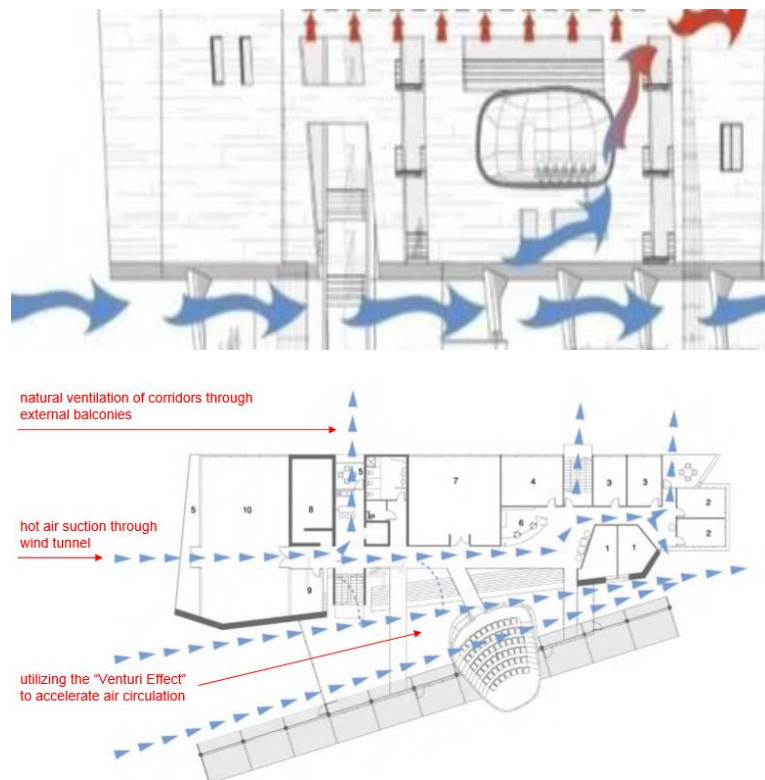 natural ventilation of corridors through
external balconies
5
7
4
3
3
5
10
8
2
6
hot air suction through
wind tunnel
1
1
2
9
utilizing the “Venturi Effect”
to accelerate air circulation